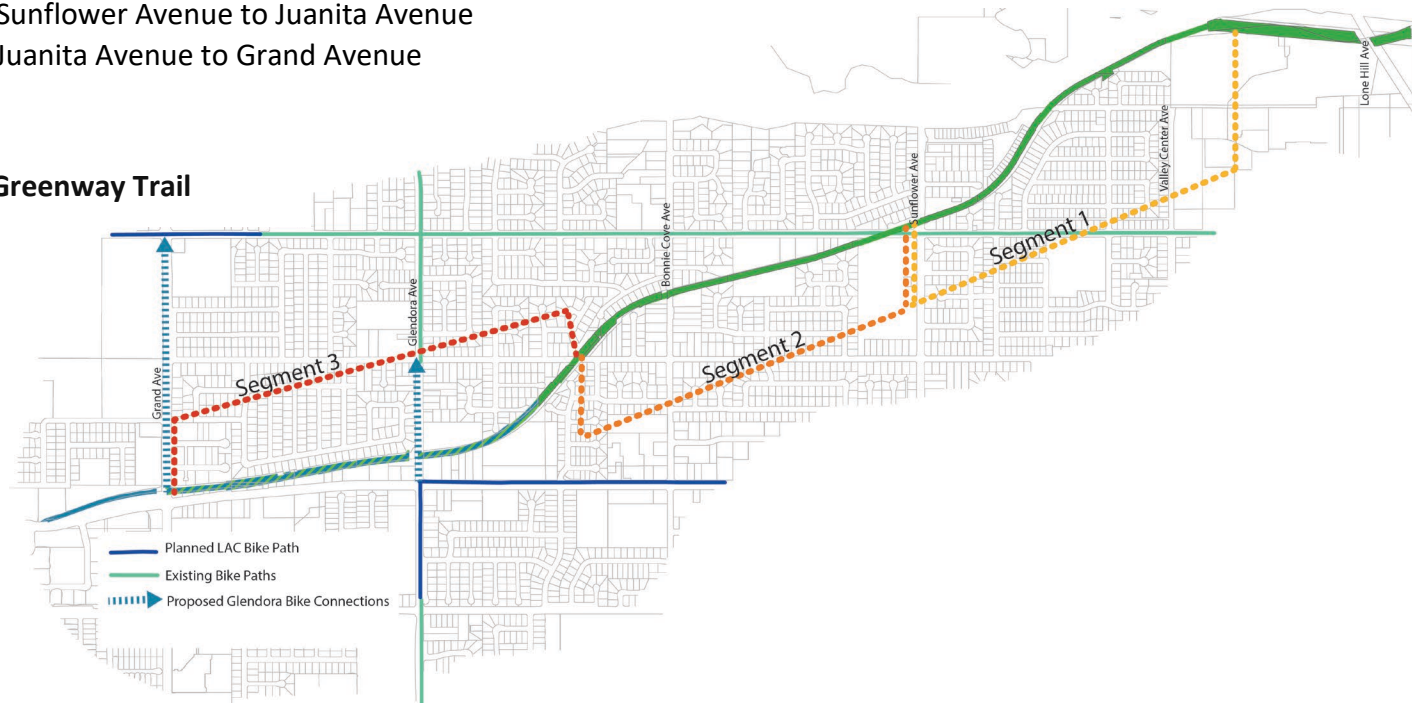 Sunflower Avenue to Juanita Avenue
Juanita Avenue to Grand Avenue
Greenway Trail
Lone Hill Ave
Valley Center Ave
Sunflower Ave
Segment 1
Bonnie Cove Ave
Glendora Ave
Segment 2
Segment 3
Grand Ave
Planned LAC Bike Path
Existing Bike Paths
Proposed Glendora Bike Connections